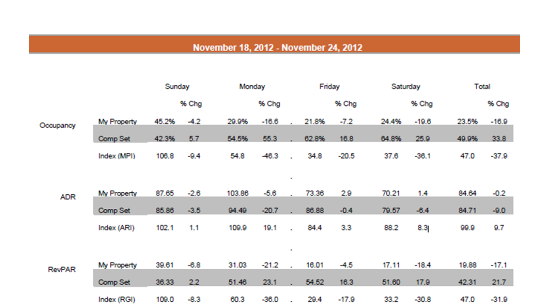 November 18, 2012 - November 24, 2012
Sunday Monday Friday Saturday Total
% Chg % Chg % Chg % Chg % Chg
Occupancy My Property 45.2% -4.2 29.9% -16.6 . 21.8% -7.2 24.4% -19.6 23.5% -16.9
Comp Set 42.3% 5.7 54.5% 55.3 . 62.8% 16.8 64.8% 25.9 49.9% 33.8
Index (MPI) 106.8 -9.4 54.8 -46.3 . 34.8 -20.5 37.6 -36.1 47.0 -37.9
.
ADR My Property 87.65 -2.6 103.86 -5.6 . 73.36 2.9 70.21 1.4 84.64 -0.2
Comp Set 85.86 -3.5 94.49 -20.7 . 86.88 -0.4 79.57 -6.4 84.71 -9.0
Index (ARI) 102.1 1.1 109.9 19.1 . 84.4 3.3 88.2 8.3 99.9 9.7
.
RevPAR My Property 39.61 -6.8 31.03 -21.2 . 16.01 -4.5 17.11 -18.4 19.88 -17.1
Comp Set 36.33 2.2 51.46 23.1 . 54.52 16.3 51.60 17.9 42.31 21.7
Index (RGI) 109.0 -8.3 60.3 -36.0 . 29.4 -17.9 33.2 -30.8 47.0 -31.9